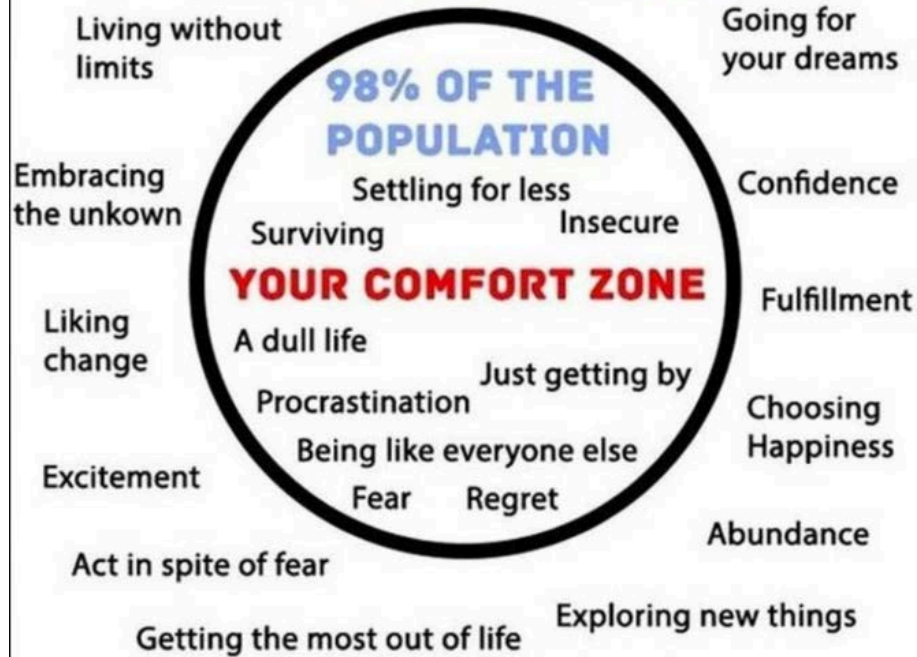 Living without
limits
Going for
your dreams
98% OF THE
POPULATION
Embracing
the unkown
Settling for less
Confidence
Surviving
Insecure
YOUR COMFORT ZONE
Fulfillment
Liking
change
A dull life
Just getting by
Procrastination
Choosing
Happiness
Being like everyone else
Excitement
Fear
Regret
Abundance
Act in spite of fear
Exploring new things
Getting the most out of life